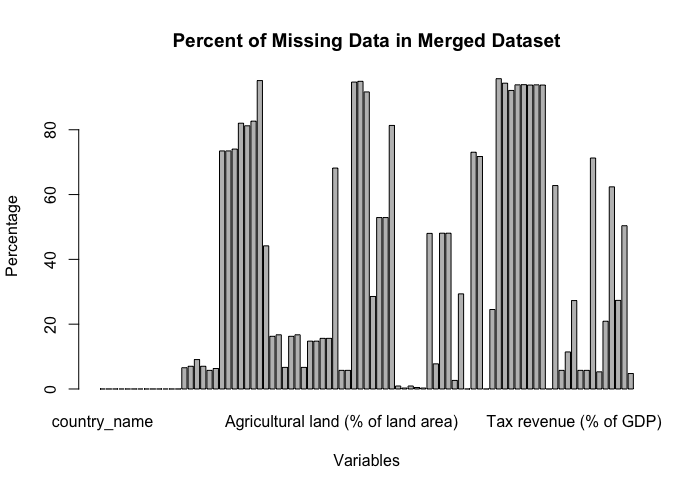 Percent of Missing Data in Merged Dataset
Percentage
80
60
40
20
0
country_name
Agricultural land (% of land area)
Tax revenue (% of GDP)
Variables